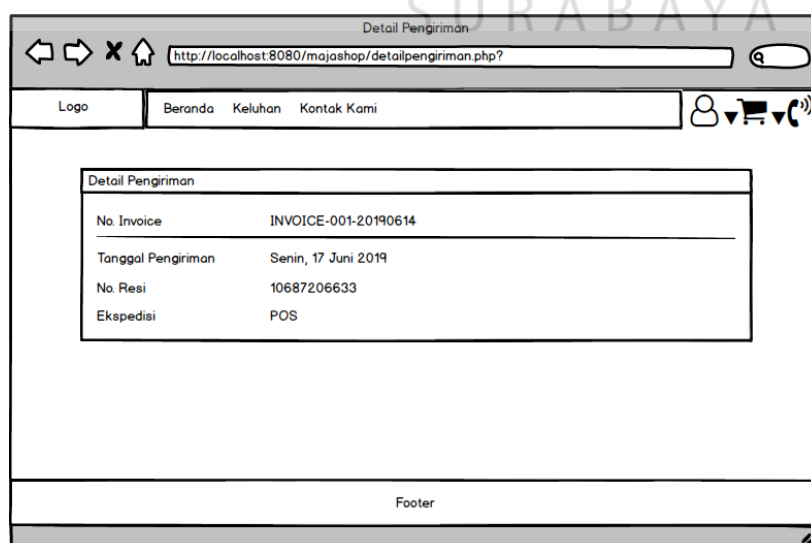 SURABAYA
Detail Pengiriman
http://localhost:8080/majashop/detailpengiriman.php?
Logo Beranda Keluhan Kontak Kami
Detail Pengiriman
No. Invoice INVOICE-001-20190614
Tanggal Pengiriman Senin, 17 Juni 2019
No. Resi 10687206633
Ekspedisi POS
Footer